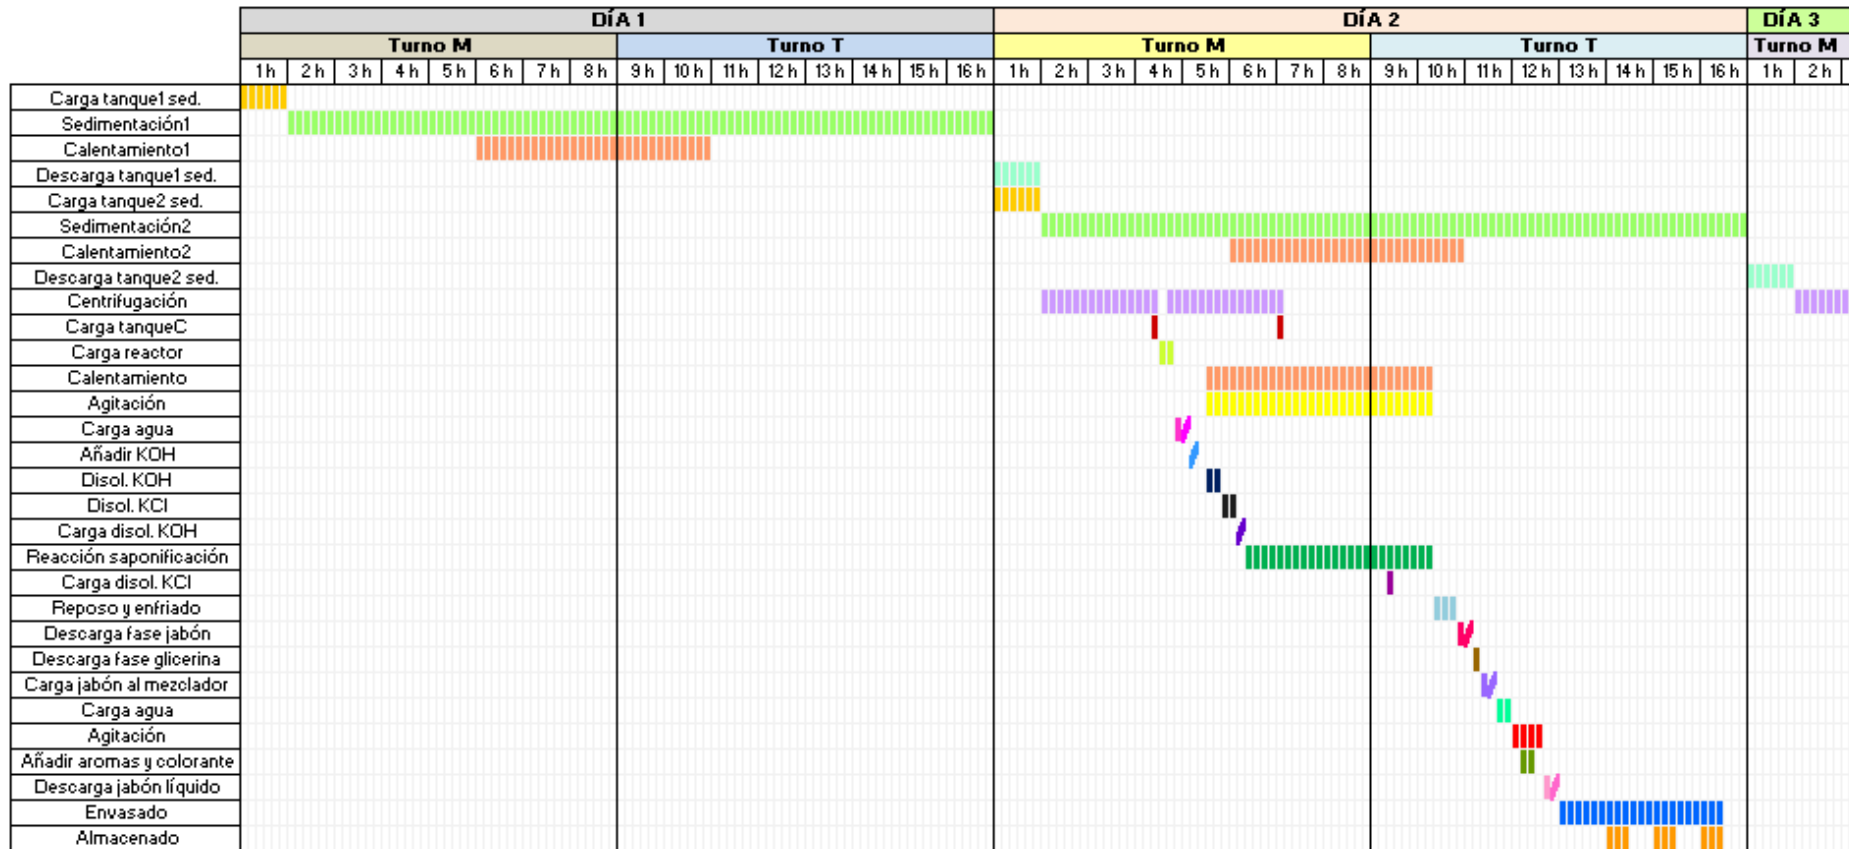 DÍA 1 DÍA 2 DÍA 3
Turno M Turno T Turno M Turno T Turno M
1 h 2 h 3 h 4 h 5 h 6 h 7 h 8 h 9 h 10 h 11 h 12 h 13 h 14 h 15 h 16 h 1 h 2 h 3 h 4 h 5 h 6 h 7 h 8 h 9 h 10 h 11 h 12 h 13 h 14 h 15 h 16 h 1 h 2 h
Carga tanque1 sed.
Sedimentación1
Calentamiento1
Descarga tanque1 sed.
Carga tanque2 sed.
Sedimentación2
Calentamiento2
Descarga tanque2 sed.
Centrifugación
Carga tanqueC
Carga reactor
Calentamiento
Agitación
Carga agua
Añadir KOH
Disol. KOH
Disol. KCl
Carga disol. KOH
Reacción saponificación
Carga disol. KCl
Reposo y enfriado
Descarga fase jabón
Descarga fase glicerina
Carga jabón al mezclador
Carga agua
Agitación
Añadir aromas y colorante
Descarga jabón líquido
Envasado
Almacenado